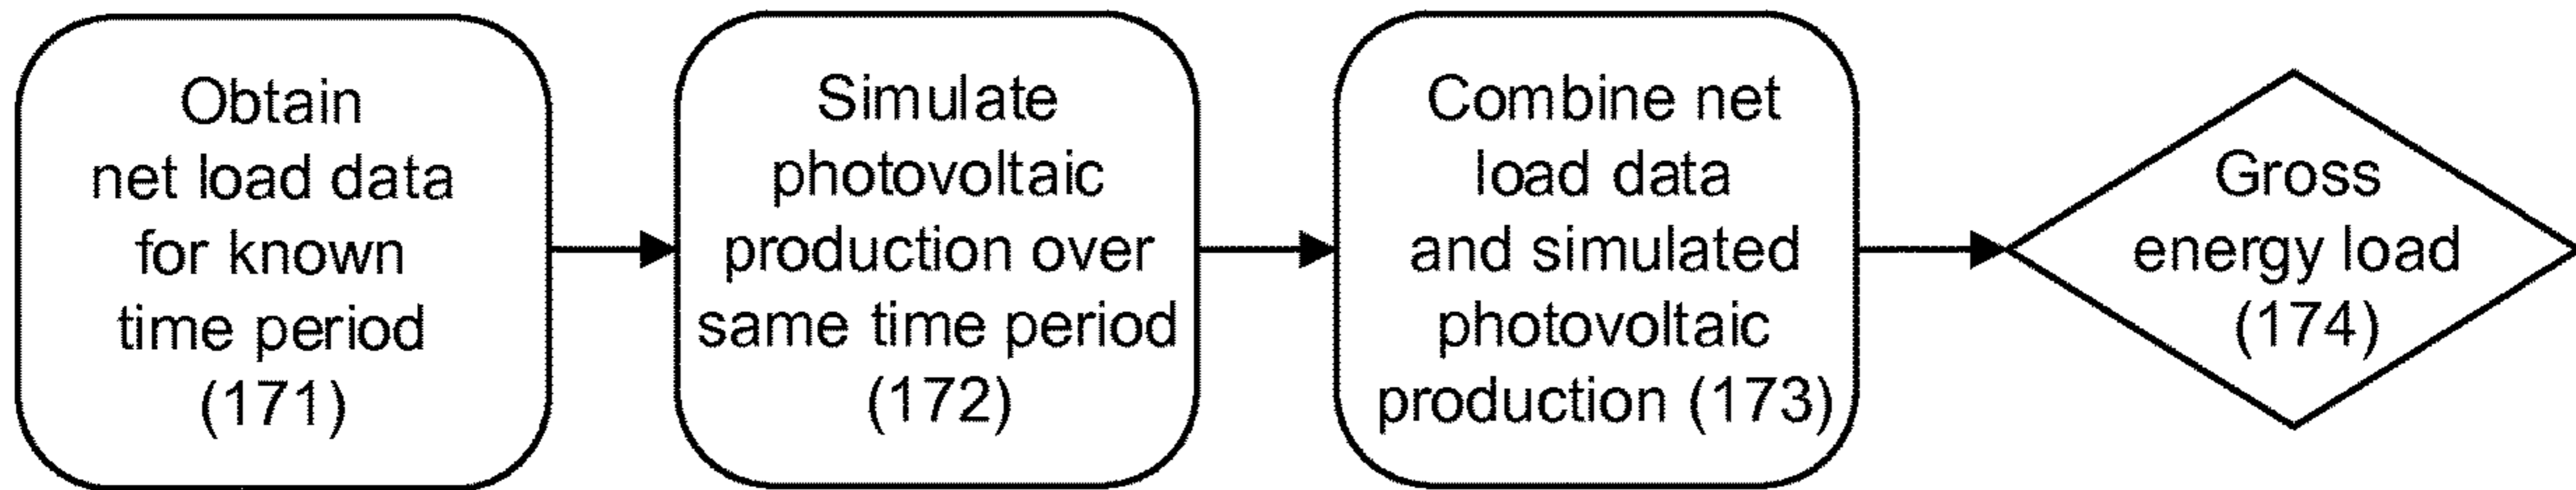 Obtain
net load data
for known
time period
(171)
Simulate
photovoltaic
production over
same time period
(172)
Combine net
load data
and simulated
photovoltaic
production (173)
Gross
energy load
(174)